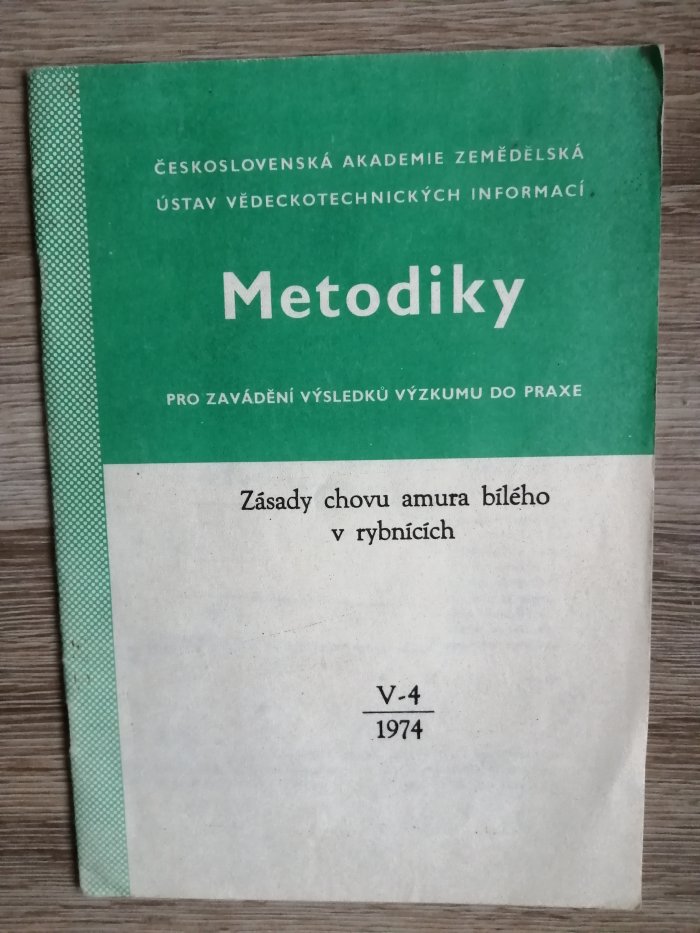 ČESKOSLOVENSKÁ AKADEMIE ZEMĚDĚLSKÁ
ÚSTAV VĚDECKOTECHNICKÝCH INFORMACÍ
Metodiky
PRO ZAVÁDĚNÍ VÝSLEDKŮ VÝZKUMU DO PRAXE
Zásady chovu amura bílého
v rybnících
V-4
1974